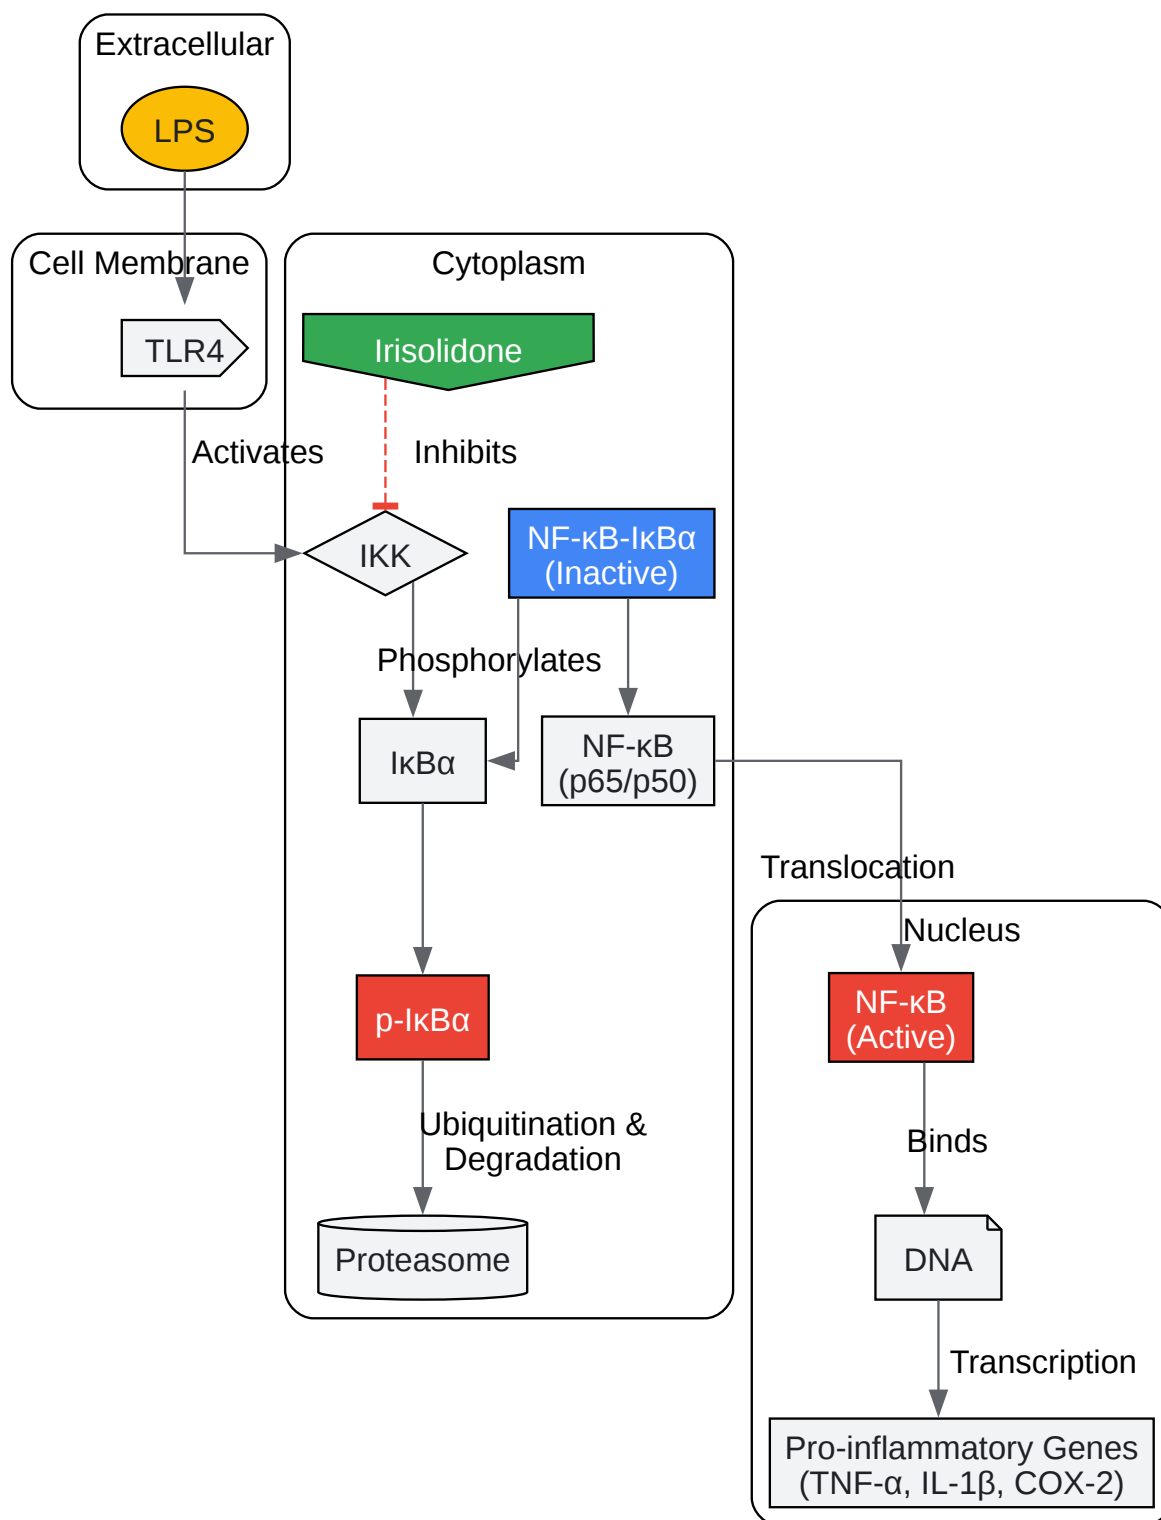 Extracellular
LPS
Cell Membrane
TLR4
Cytoplasm
Irisolidone
Activates
Inhibits
IKK
NF-κB-IκBα
(Inactive)
Phosphorylates
IκBα
NF-κB
(p65/p50)
Translocation
Nucleus
p-IκBα
NF-κB
(Active)
Ubiquitination &
Degradation
Binds
Proteasome
DNA
Transcription
Pro-inflammatory Genes
(TNF-α, IL-1β, COX-2)